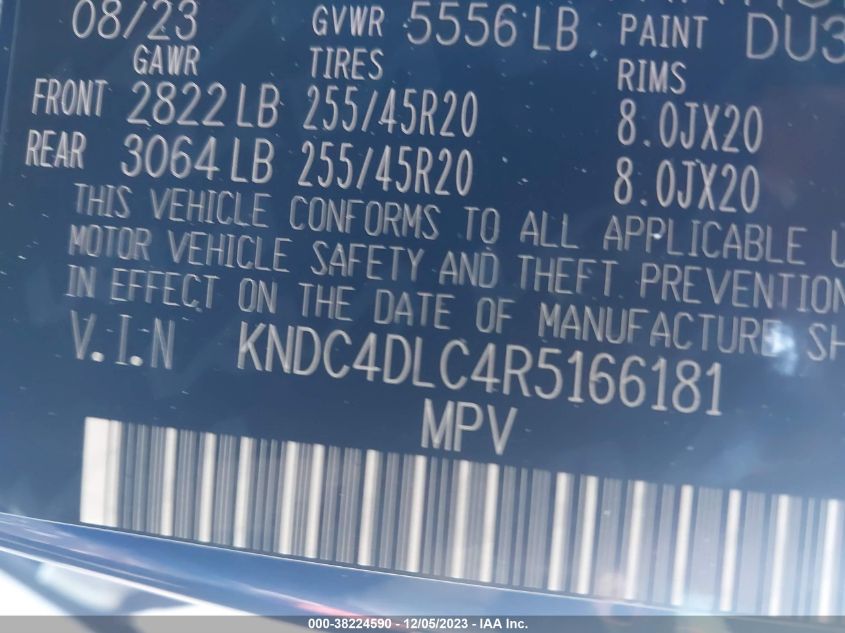 08/23 GVWR 5556 LB PAINT DU3
GAWR TIRES RIMS
FRONT 2822 LB 255/45R20 8.0JX20
REAR 3064 LB 255/45R20 8.0JX20
THIS VEHICLE CONFORMS TO ALL APPLICABLE U
MOTOR VEHICLE SAFETY AND THEFT PREVENTION
IN EFFECT ON THE DATE OF MANUFACTURE SH
V.I.N KNDC4DLC4R5166181
MPV
000-38224590 - 12/05/2023 - IAA Inc.